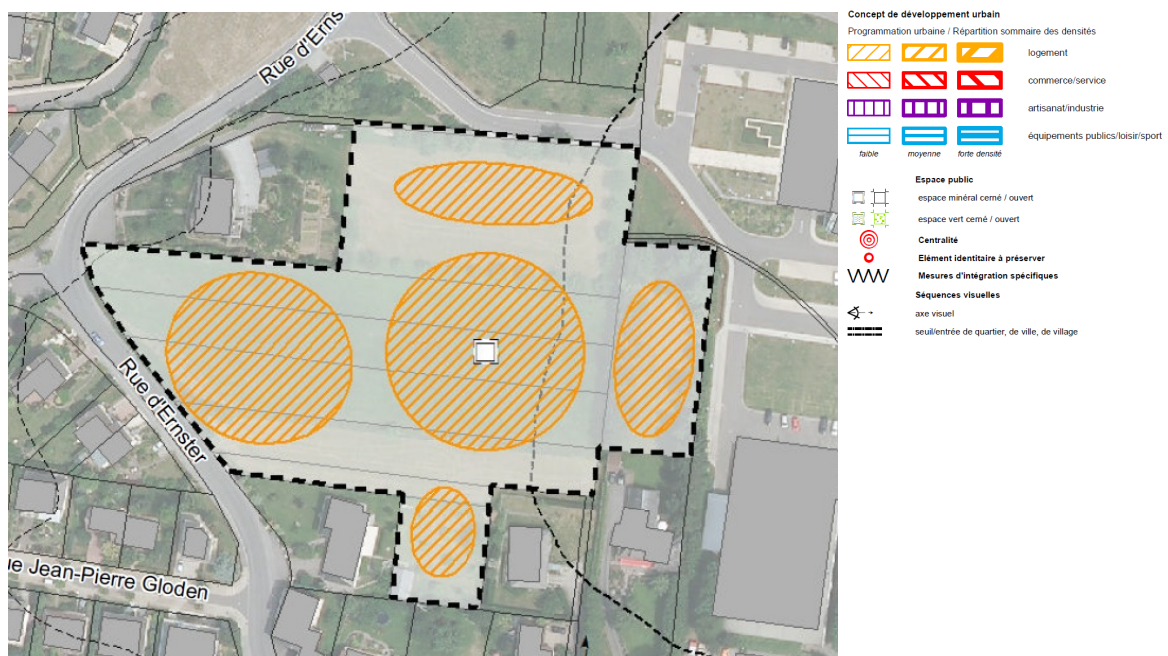 Rue d'Erns
Rue d'Ernster
ue Jean-Pierre Gloden
Concept de développement urbain
Programmation urbaine / Répartition sommaire des densités
logement
commerce/service
artisanat/industrie
équipements publics/loisir/sport
faible moyenne forte densité
Espace public
espace minéral cerné / ouvert
espace vert cerné / ouvert
Centralité
Elément identitaire à préserver
Mesures d'intégration spécifiques
Séquences visuelles
axe visuel
seuil/entrée de quartier, de ville, de village